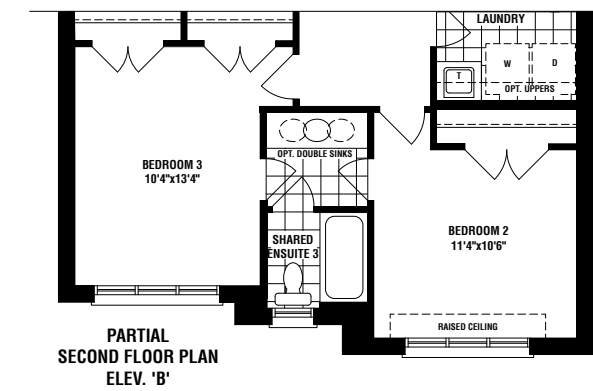 LAUNDRY
W
D
T
OPT. UPPERS
OPT. DOUBLE SINKS
BEDROOM 3
10'4"x13'4"
BEDROOM 2
11'4"x10'6"
SHARED
ENSUITE 3
RAISED CEILING
PARTIAL
SECOND FLOOR PLAN
ELEV. 'B'